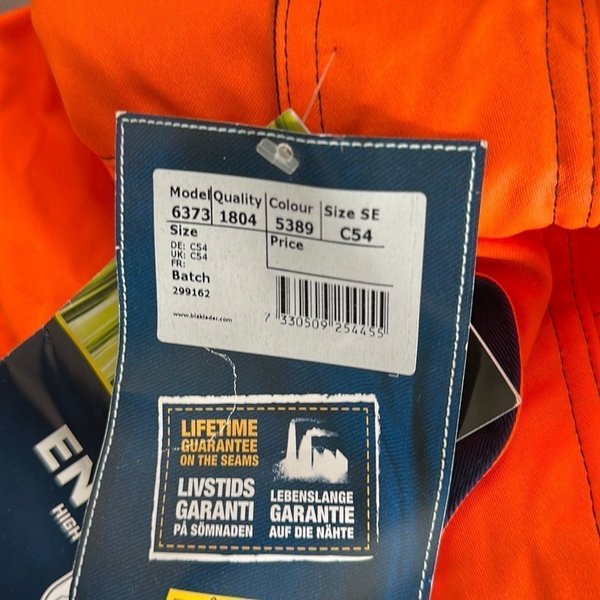 Model Quality Colour Size SE
6373 1804 5389 C54
Size Price
DE: C54
UK: C54
FR:
Batch
299162
www.blaklader.com
7 330509 254455
LIFETIME
GUARANTEE
ON THE SEAMS
LIVSTIDS
GARANTI
PÅ SÖMNADEN
LEBENSLANGE
GARANTIE
AUF DIE NÄHTE
EN
HIGH